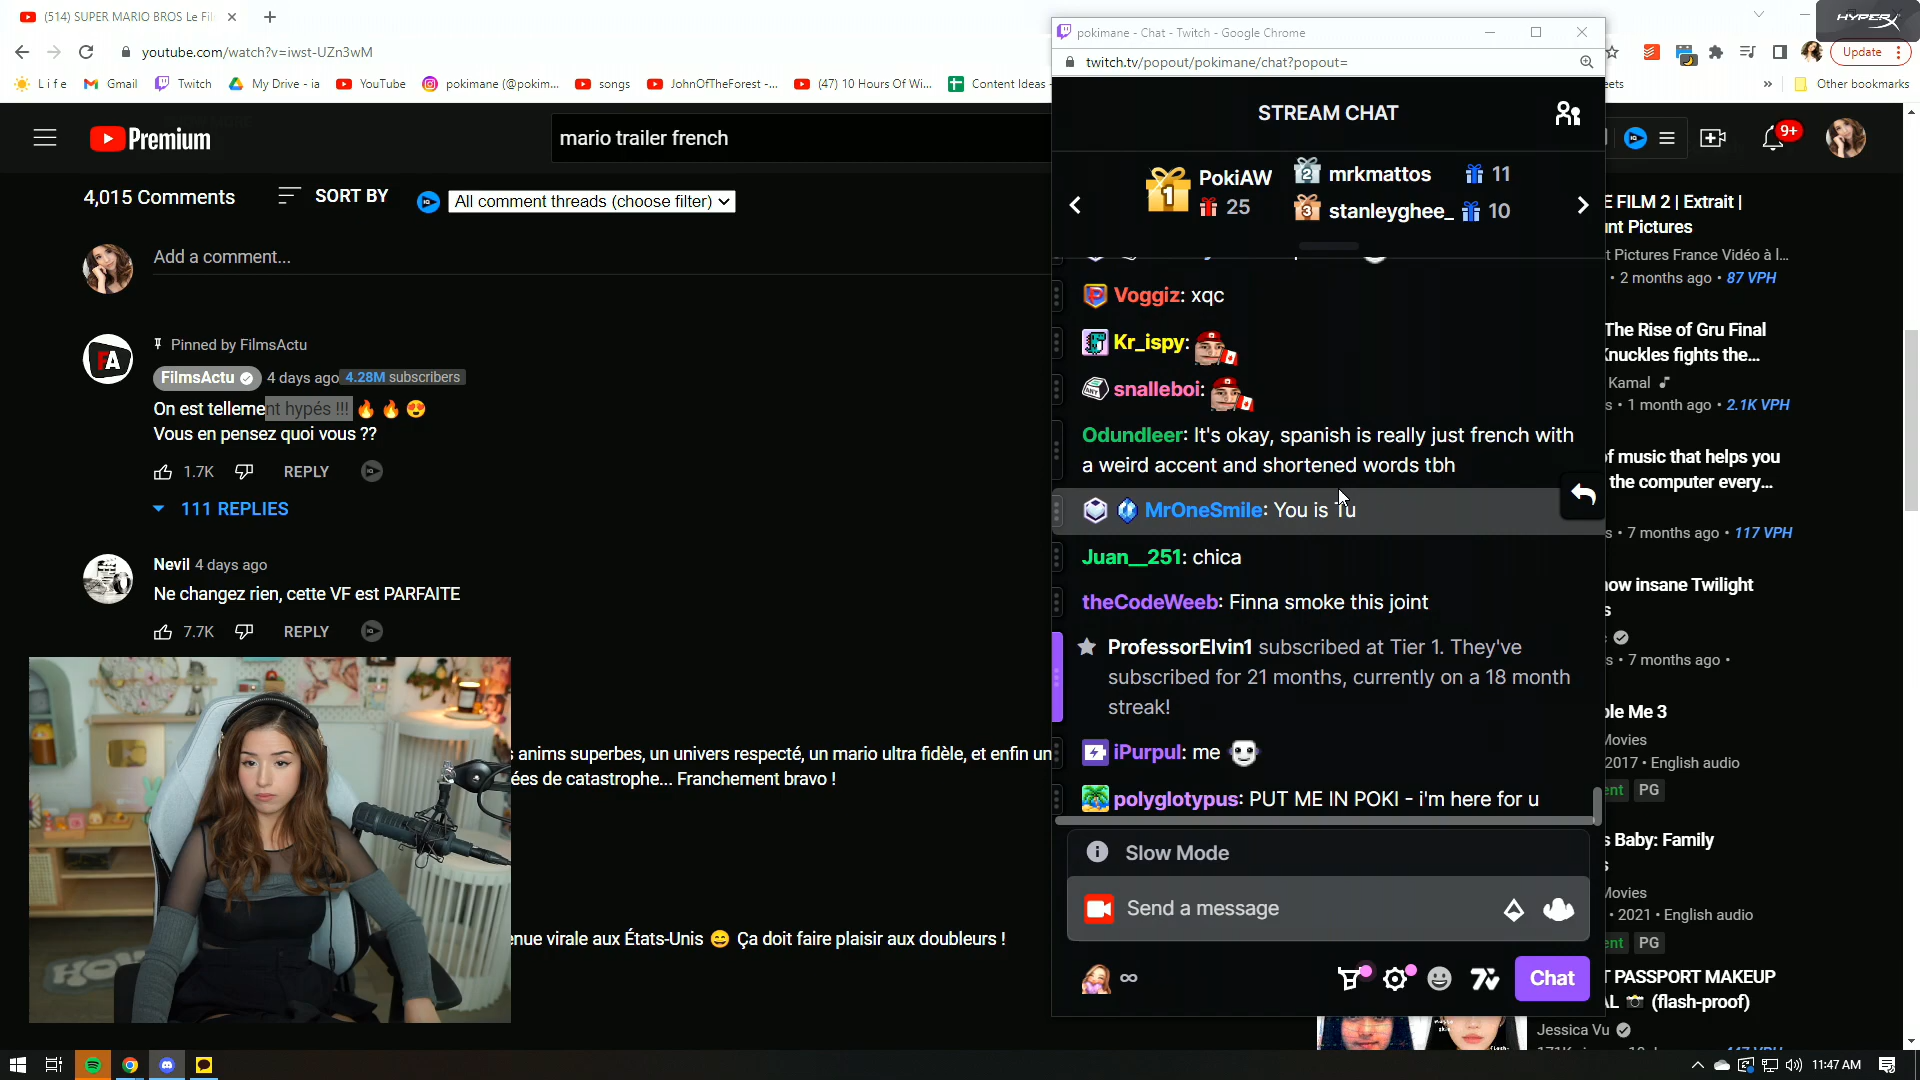 (514) SUPER MARIO BROS Le Fil
youtube.com/watch?v=iwst-UZn3wM
Life
Gmail
Twitch
My Drive - ia
YouTube
pokimane (@pokim...
songs
JohnOfTheForest -...
(47) 10 Hours Of Wi...
Content Ideas
eets
»
Other bookmarks
Update
HYPERX
Premium
mario trailer french
9+
4,015 Comments
SORT BY
All comment threads (choose filter)
Add a comment...
Pinned by FilmsActu
FA
FilmsActu 4 days ago 4.28M subscribers
On est tellement hypés !!! 🔥 🔥 😍
Vous en pensez quoi vous ??
1.7K REPLY
111 REPLIES
Nevil 4 days ago
Ne changez rien, cette VF est PARFAITE
7.7K REPLY
s anims superbes, un univers respecté, un mario ultra fidèle, et enfin un
ées de catastrophe... Franchement bravo !
enue virale aux États-Unis 😄 Ça doit faire plaisir aux doubleurs !
pokimane - Chat - Twitch - Google Chrome
twitch.tv/popout/pokimane/chat?popout=
STREAM CHAT
1 PokiAW
25
2 mrkmattos 11
3 stanleyghee_ 10
Voggiz: xqc
Kr_ispy:
snalleboi:
Odundleer: It's okay, spanish is really just french with
a weird accent and shortened words tbh
MrOneSmile: You is Tu
Juan__251: chica
theCodeWeeb: Finna smoke this joint
ProfessorElvin1 subscribed at Tier 1. They've
subscribed for 21 months, currently on a 18 month
streak!
iPurpul: me
polyglotypus: PUT ME IN POKI - i'm here for u
Slow Mode
Send a message
∞
Chat
E FILM 2 | Extrait |
unt Pictures
t Pictures France Vidéo à l...
• 2 months ago • 87 VPH
The Rise of Gru Final
Knuckles fights the...
Kamal
s • 1 month ago • 2.1K VPH
of music that helps you
the computer every...
s • 7 months ago • 117 VPH
how insane Twilight
s
s • 7 months ago •
ble Me 3
Movies
2017 • English audio
ent PG
s Baby: Family
s
Movies
• 2021 • English audio
ent PG
T PASSPORT MAKEUP
AL (flash-proof)
Jessica Vu
11:47 AM